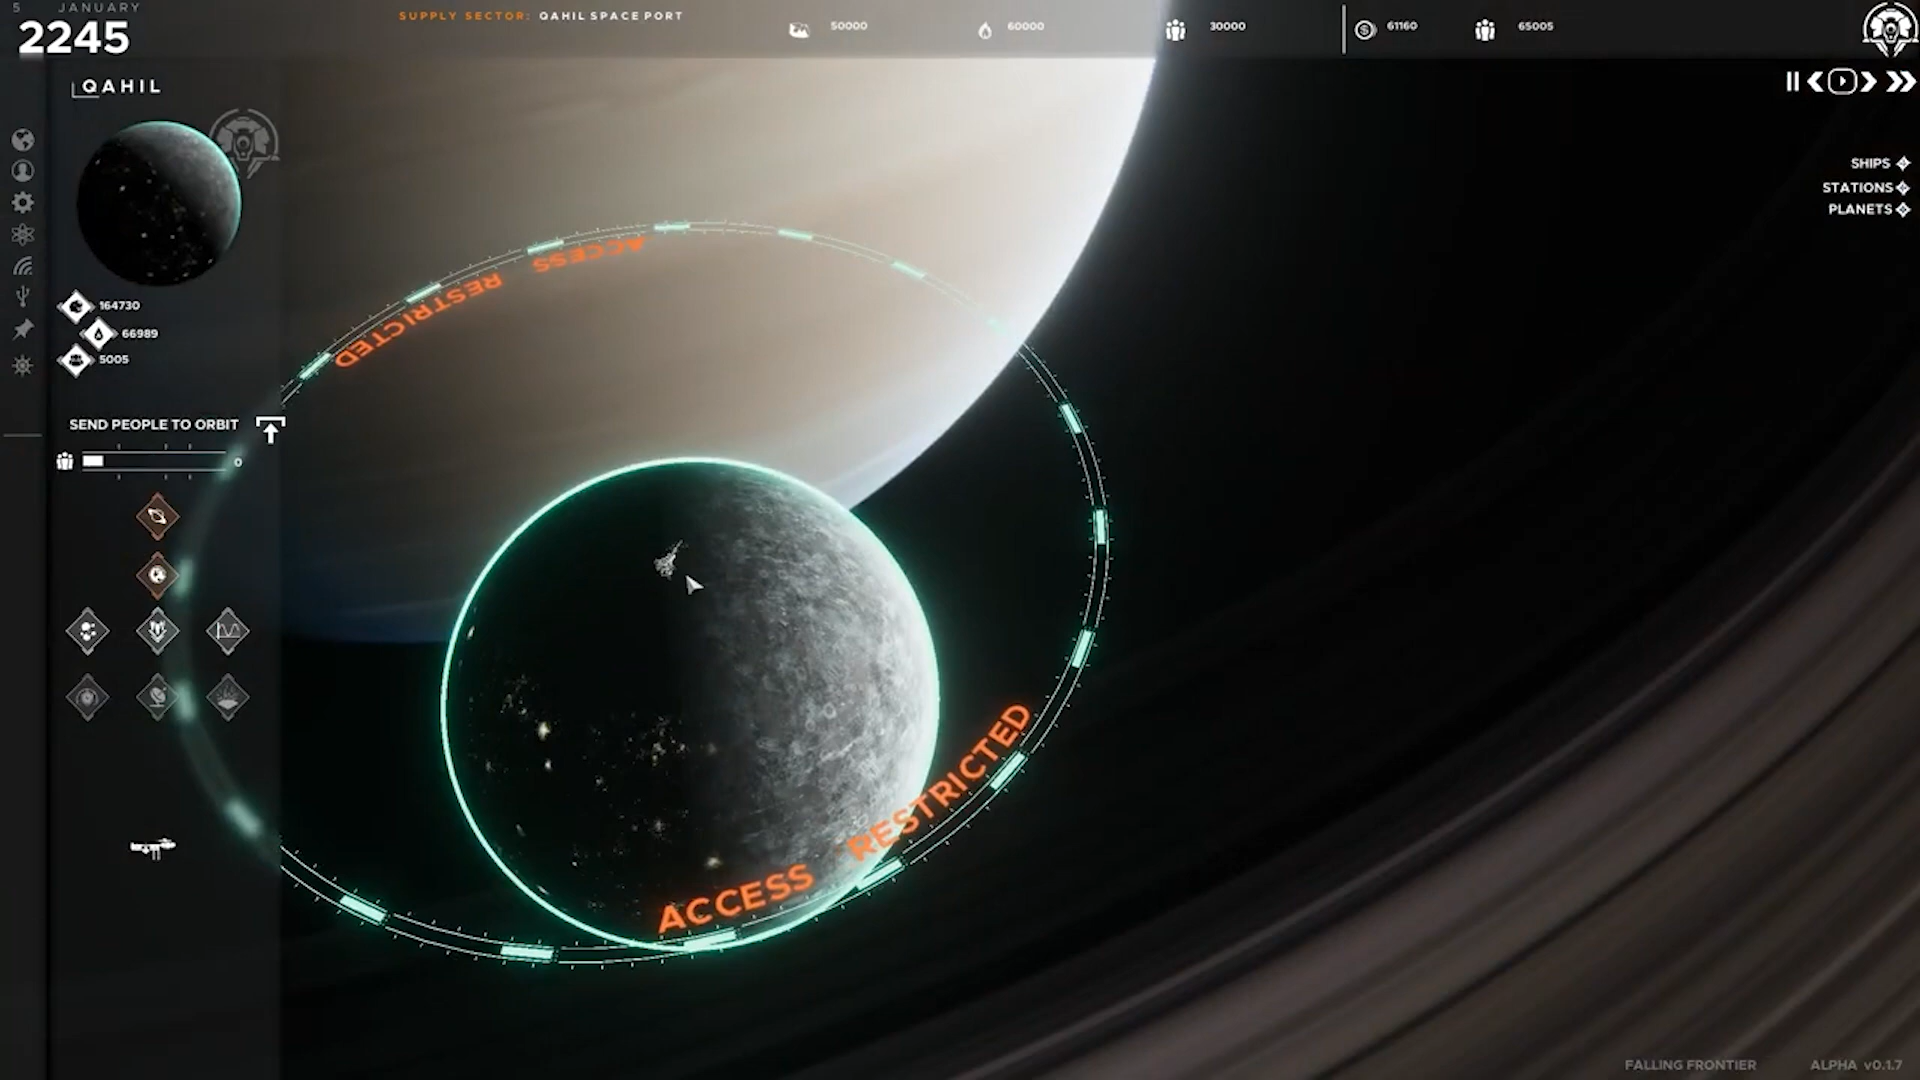 5 JANUARY
2245
SUPPLY SECTOR: QAHIL SPACE PORT
50000
60000
30000
61160
65005
QAHIL
SHIPS
STATIONS
PLANETS
ACCESS RESTRICTED
164730
66989
5005
SEND PEOPLE TO ORBIT
0
ACCESS RESTRICTED
FALLING FRONTIER
ALPHA v0.1.7